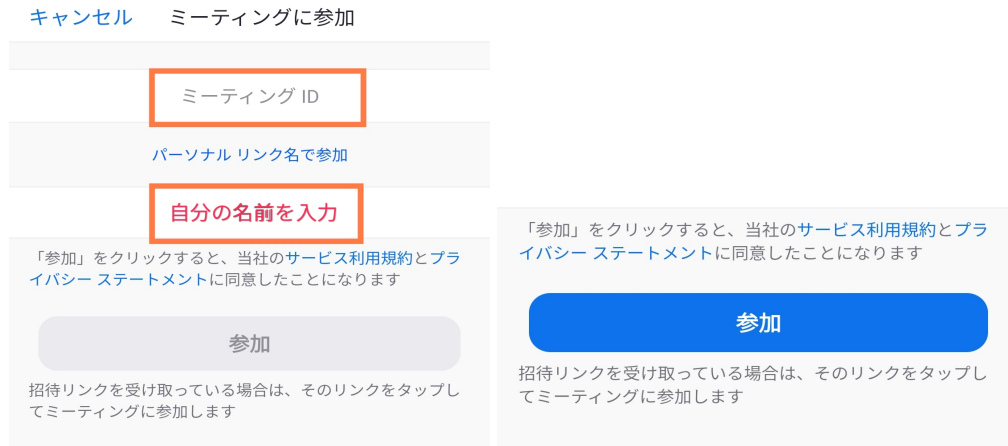 キャンセル ミーティングに参加
ミーティング ID
パーソナル リンク名で参加
自分の名前を入力
「参加」をクリックすると、当社のサービス利用規約とプラ
イバシー ステートメントに同意したことになります
参加
招待リンクを受け取っている場合は、そのリンクをタップし
てミーティングに参加します
「参加」をクリックすると、当社のサービス利用規約とプラ
イバシー ステートメントに同意したことになります
参加
招待リンクを受け取っている場合は、そのリンクをタップし
てミーティングに参加します